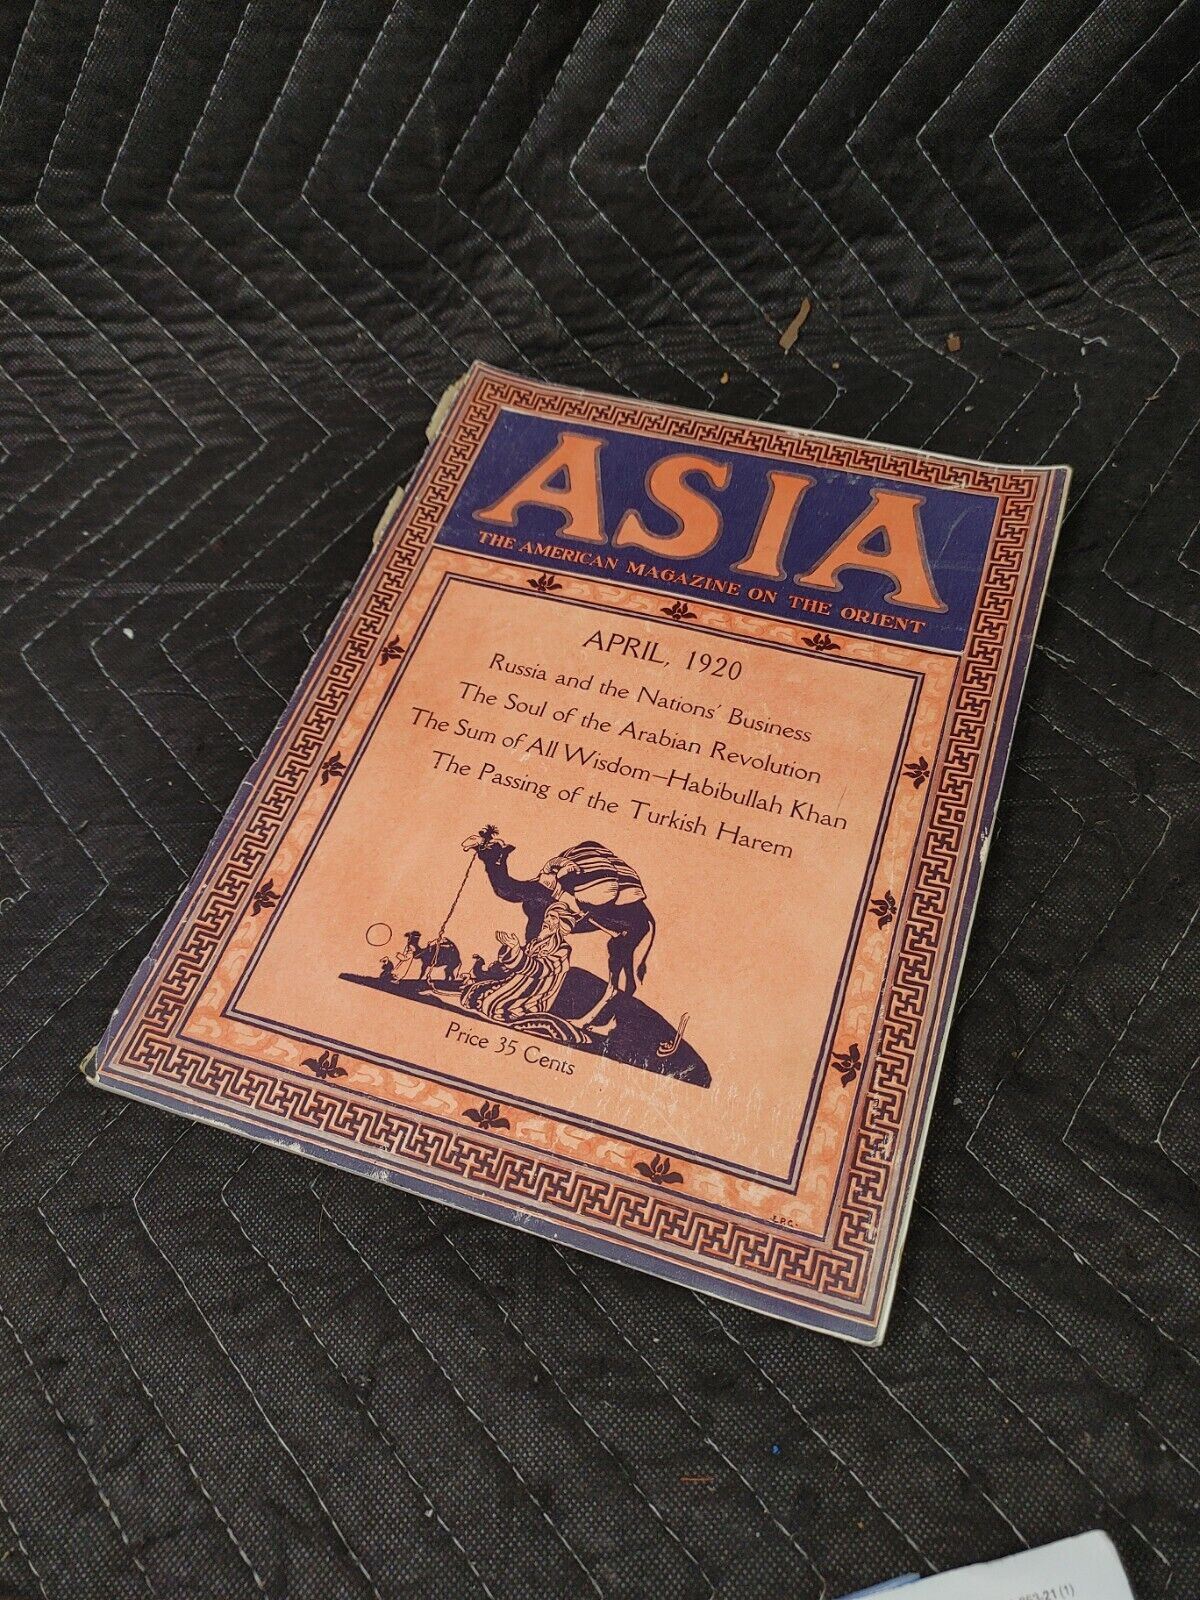 ASIA
THE AMERICAN MAGAZINE ON THE ORIENT
APRIL, 1920
Russia and the Nations' Business
The Soul of the Arabian Revolution
The Sum of All Wisdom—Habibullah Khan
The Passing of the Turkish Harem
Price 35 Cents
L.P.C.